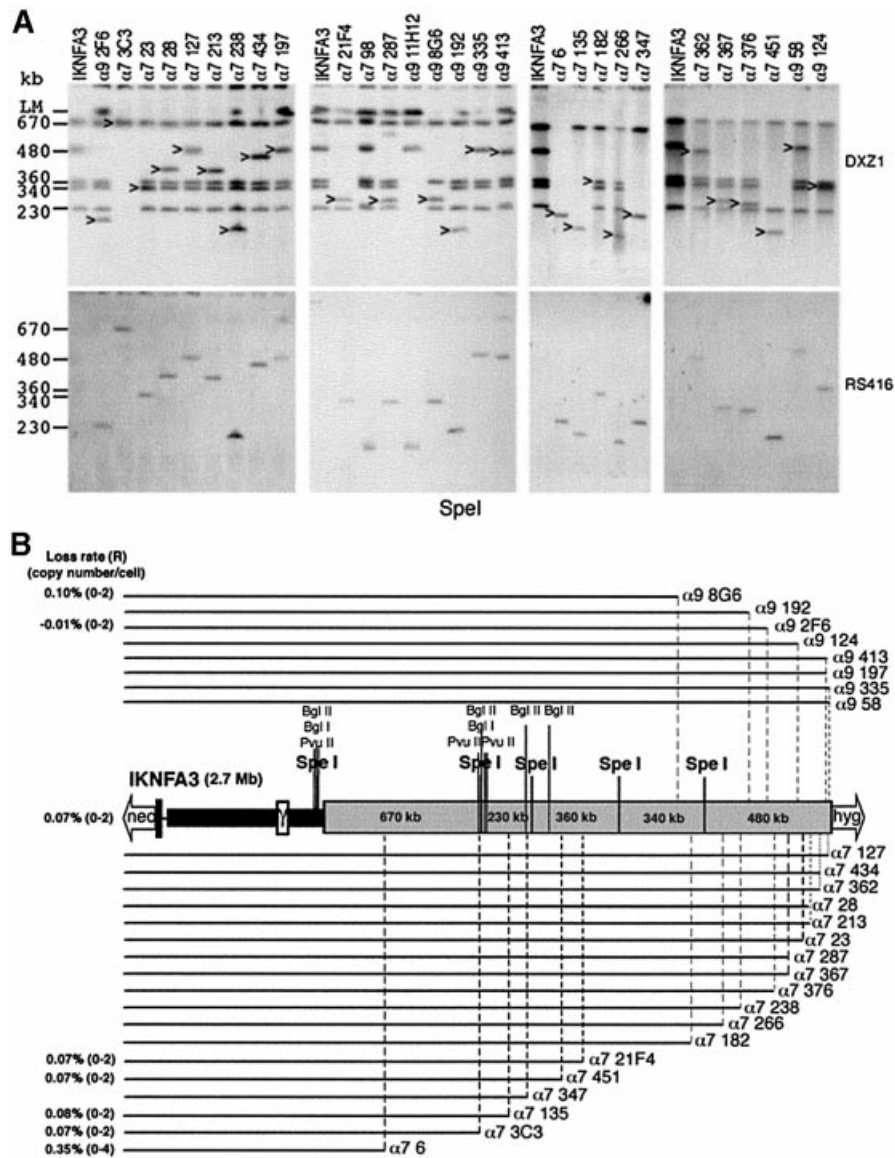 A
IKNFA3
α9 2F6
α7 3C3
α7 23
α7 28
α7 127
α7 213
α7 238
α7 434
α7 197
IKNFA3
α7 21F4
α7 98
α7 287
α9 11H12
α9 8G6
α9 192
α9 335
α9 413
IKNFA3
α7 6
α7 135
α7 182
α7 266
α7 347
IKNFA3
α7 362
α7 367
α7 376
α7 451
α9 58
α9 124
kb
LM
670
480
360
340
230
DXZ1
670
480
360
340
230
RS416
SpeI
B
Loss rate (R)
(copy number/cell)
0.10% (0-2) α9 8G6
α9 192
-0.01% (0-2) α9 2F6
α9 124
α9 413
α9 197
α9 335
α9 58
Bgl II Bgl II Bgl II Bgl II
Bgl I Bgl I
Pvu II Pvu II Pvu II
Spe I Spe I Spe I Spe I Spe I
IKNFA3 (2.7 Mb)
0.07% (0-2) neo γ 670 kb 230 kb 360 kb 340 kb 480 kb hyg
α7 127
α7 434
α7 362
α7 28
α7 213
α7 23
α7 287
α7 367
α7 376
α7 238
α7 266
α7 182
0.07% (0-2) α7 21F4
0.07% (0-2) α7 451
α7 347
0.08% (0-2) α7 135
0.07% (0-2) α7 3C3
0.35% (0-4) α7 6